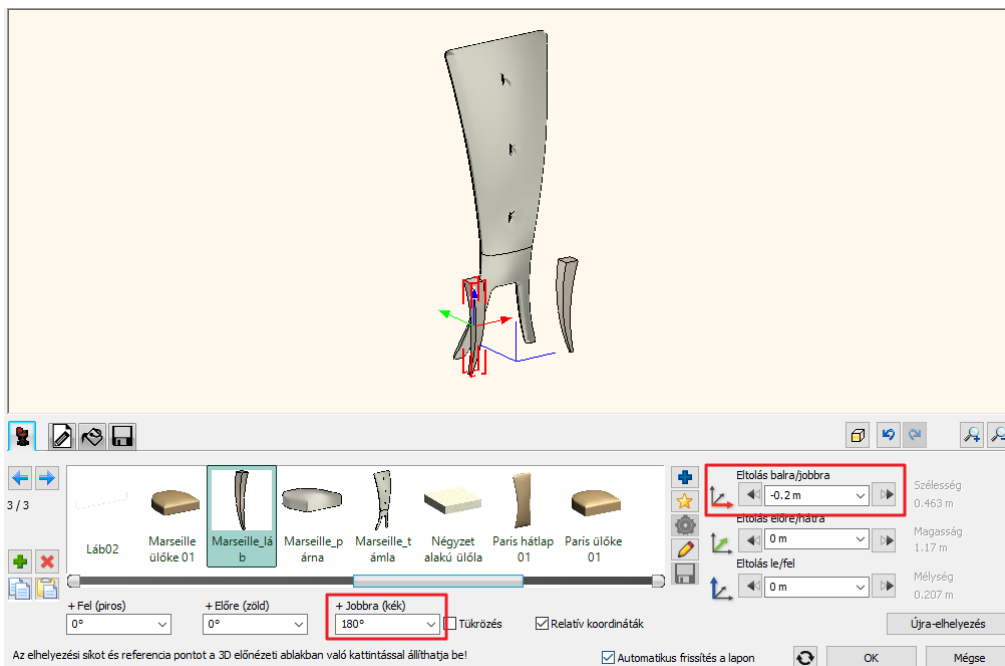 3 / 3
Láb02
Marseille
ülőke 01
Marseille_lá
b
Marseille_p
árna
Marseille_t
ámla
Négyzet
alakú ülőla
Paris hátlap
01
Paris ülőke
01
Eltolás balra/jobbra
-0.2 m
Eltolás előre/hátra
0 m
Eltolás le/fel
0 m
Szélesség
0.463 m
Magasság
1.17 m
Mélység
0.207 m
+ Fel (piros)
0°
+ Előre (zöld)
0°
+ Jobbra (kék)
180°
Tükrözés
Relatív koordináták
Újra-elhelyezés
Az elhelyezési síkot és referencia pontot a 3D előnézeti ablakban való kattintással állíthatja be!
Automatikus frissítés a lapon
OK
Mégse